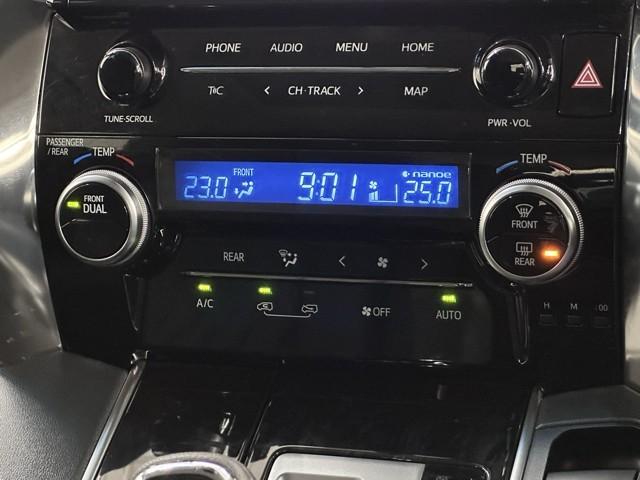 PHONE AUDIO MENU HOME
CH·TRACK MAP
TUNE·SCROLL PWR·VOL
PASSENGER
/REAR
TEMP TEMP
FRONT
DUAL
FRONT
23.0 9:01 nanoe 25.0
FRONT
REAR
REAR
A/C OFF AUTO
H M :00